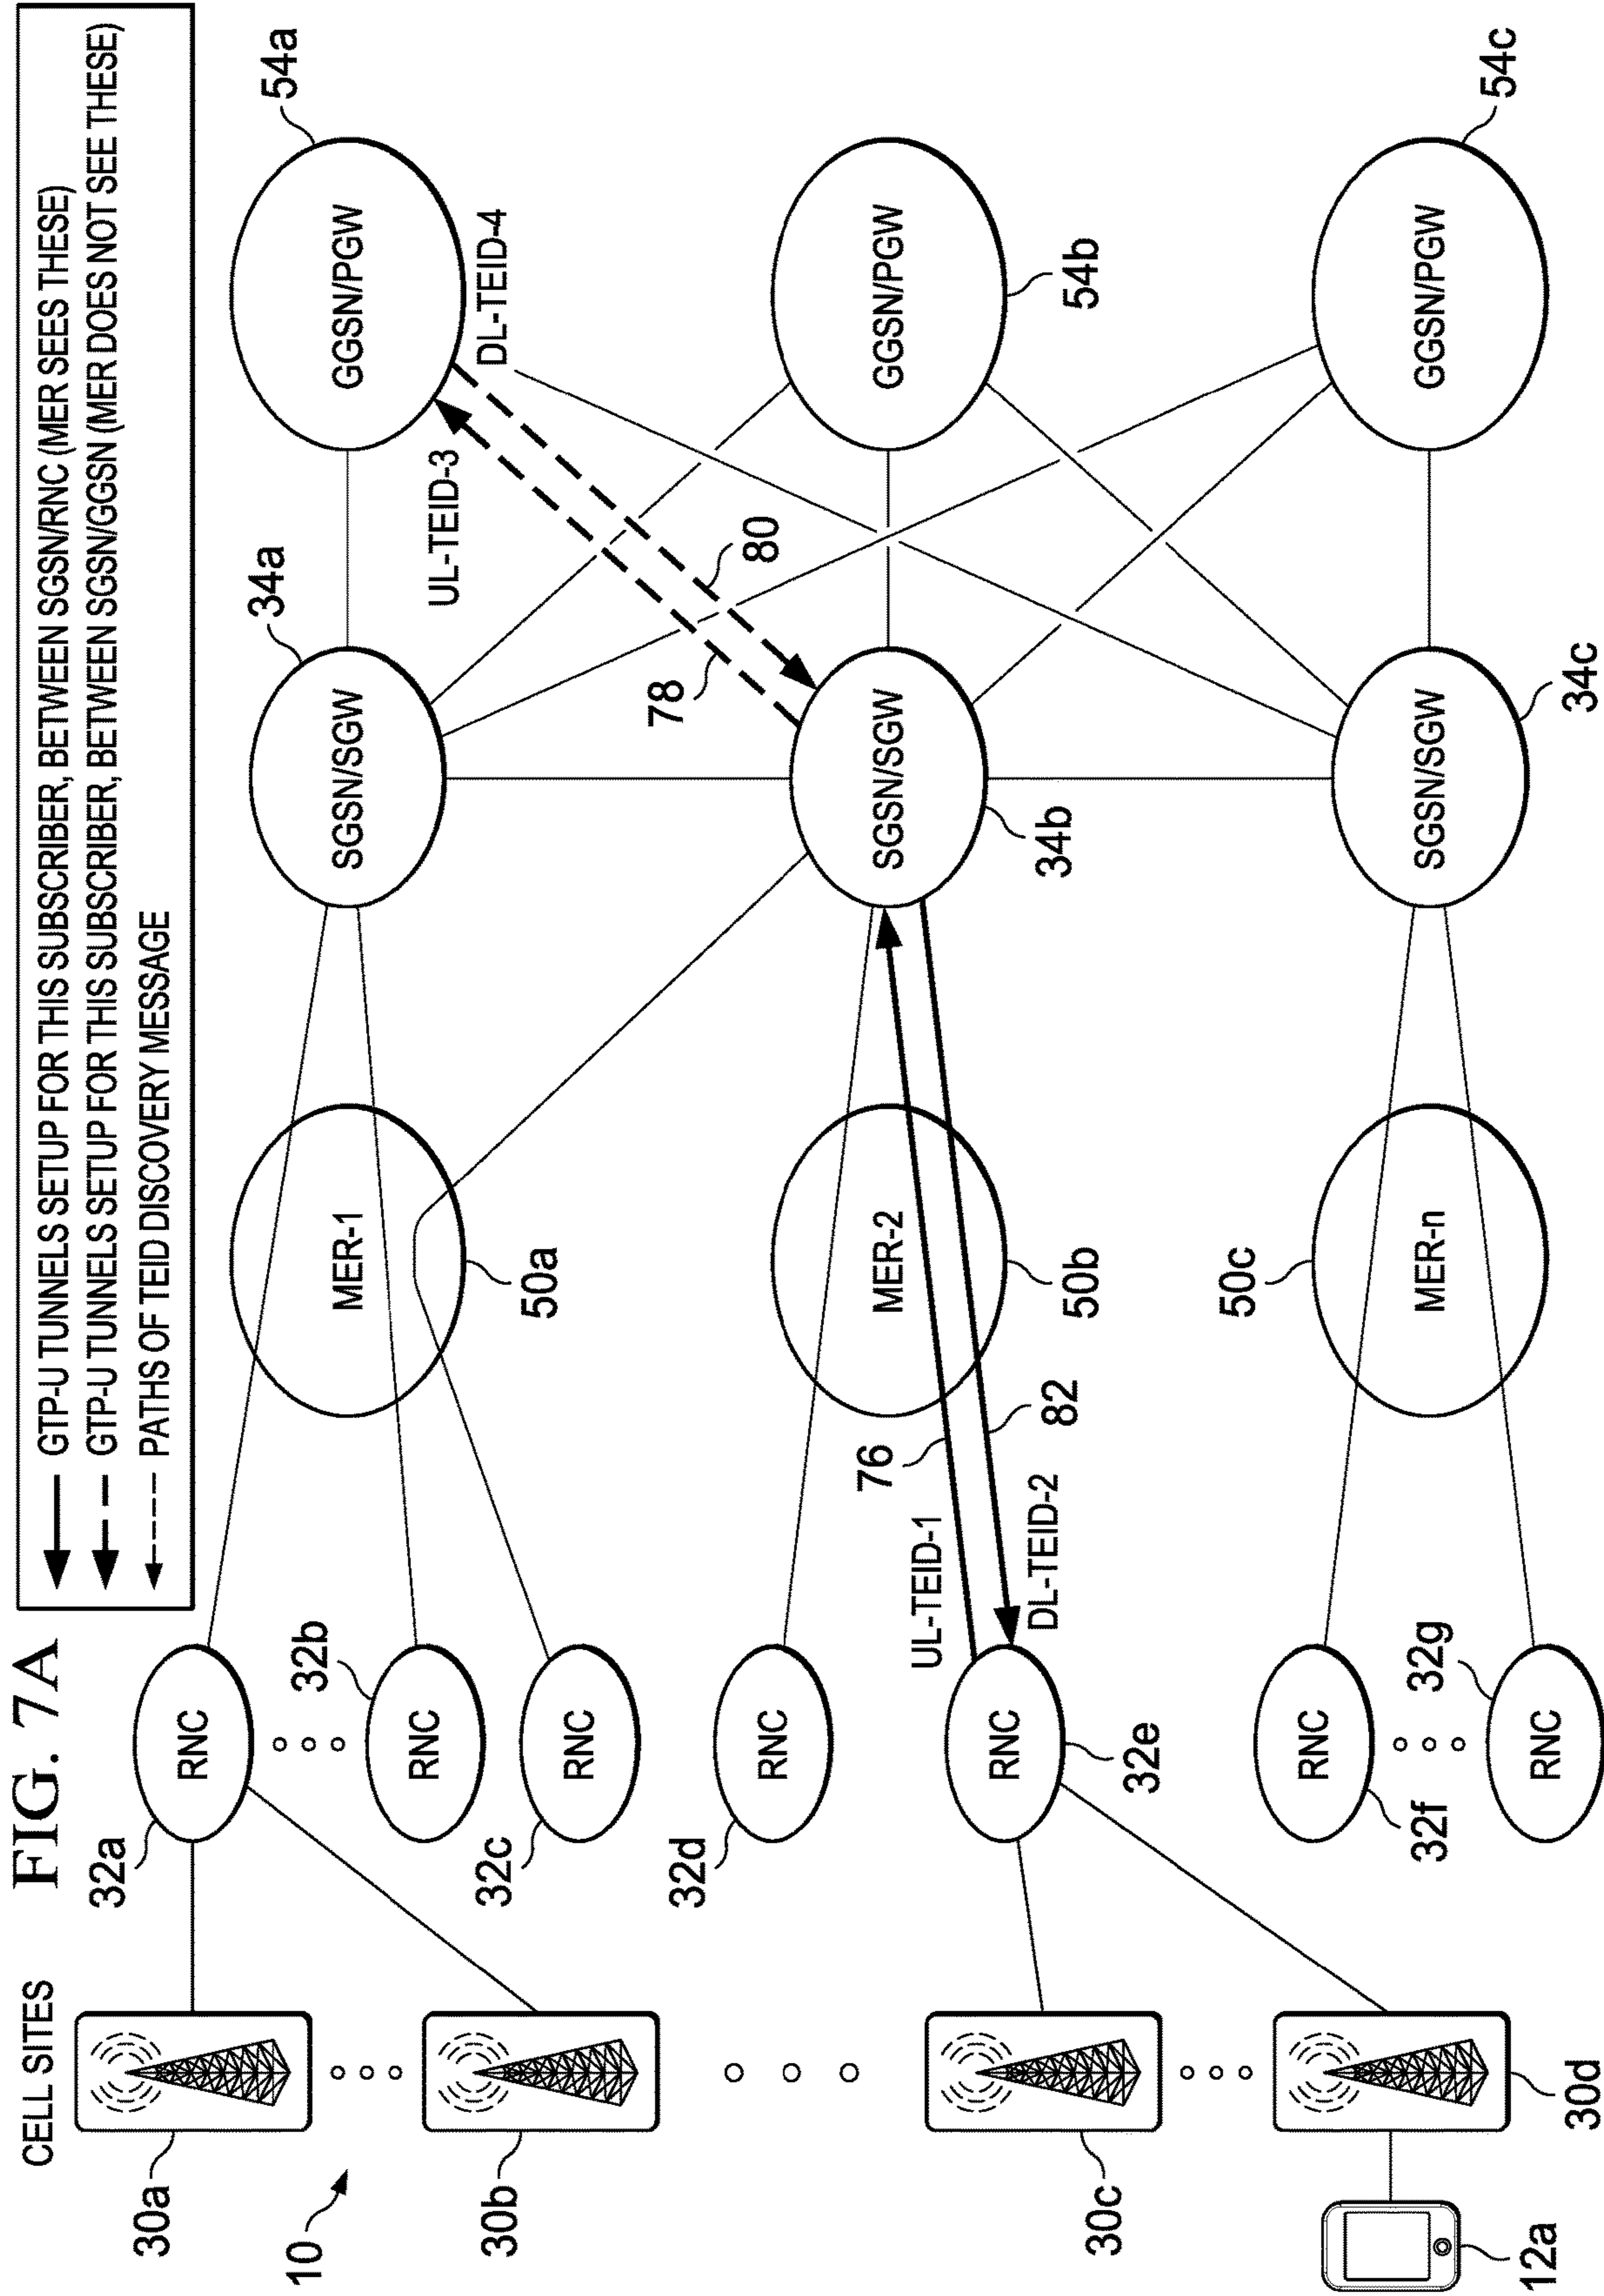 FIG. 7A
GTP-U TUNNELS SETUP FOR THIS SUBSCRIBER, BETWEEN SGSN/RNC (MER SEES THESE)
GTP-U TUNNELS SETUP FOR THIS SUBSCRIBER, BETWEEN SGSN/GGSN (MER DOES NOT SEE THESE)
PATHS OF TEID DISCOVERY MESSAGE
CELL SITES
30a
10
30b
30c
30d
12a
32a
RNC
32b
RNC
32c
RNC
32d
RNC
32e
RNC
32f
RNC
32g
RNC
MER-1
50a
MER-2
50b
50c
MER-n
UL-TEID-1
76
82
DL-TEID-2
34a
SGSN/SGW
SGSN/SGW
34b
SGSN/SGW
34c
UL-TEID-3
78
80
DL-TEID-4
54a
GGSN/PGW
GGSN/PGW
54b
GGSN/PGW
54c